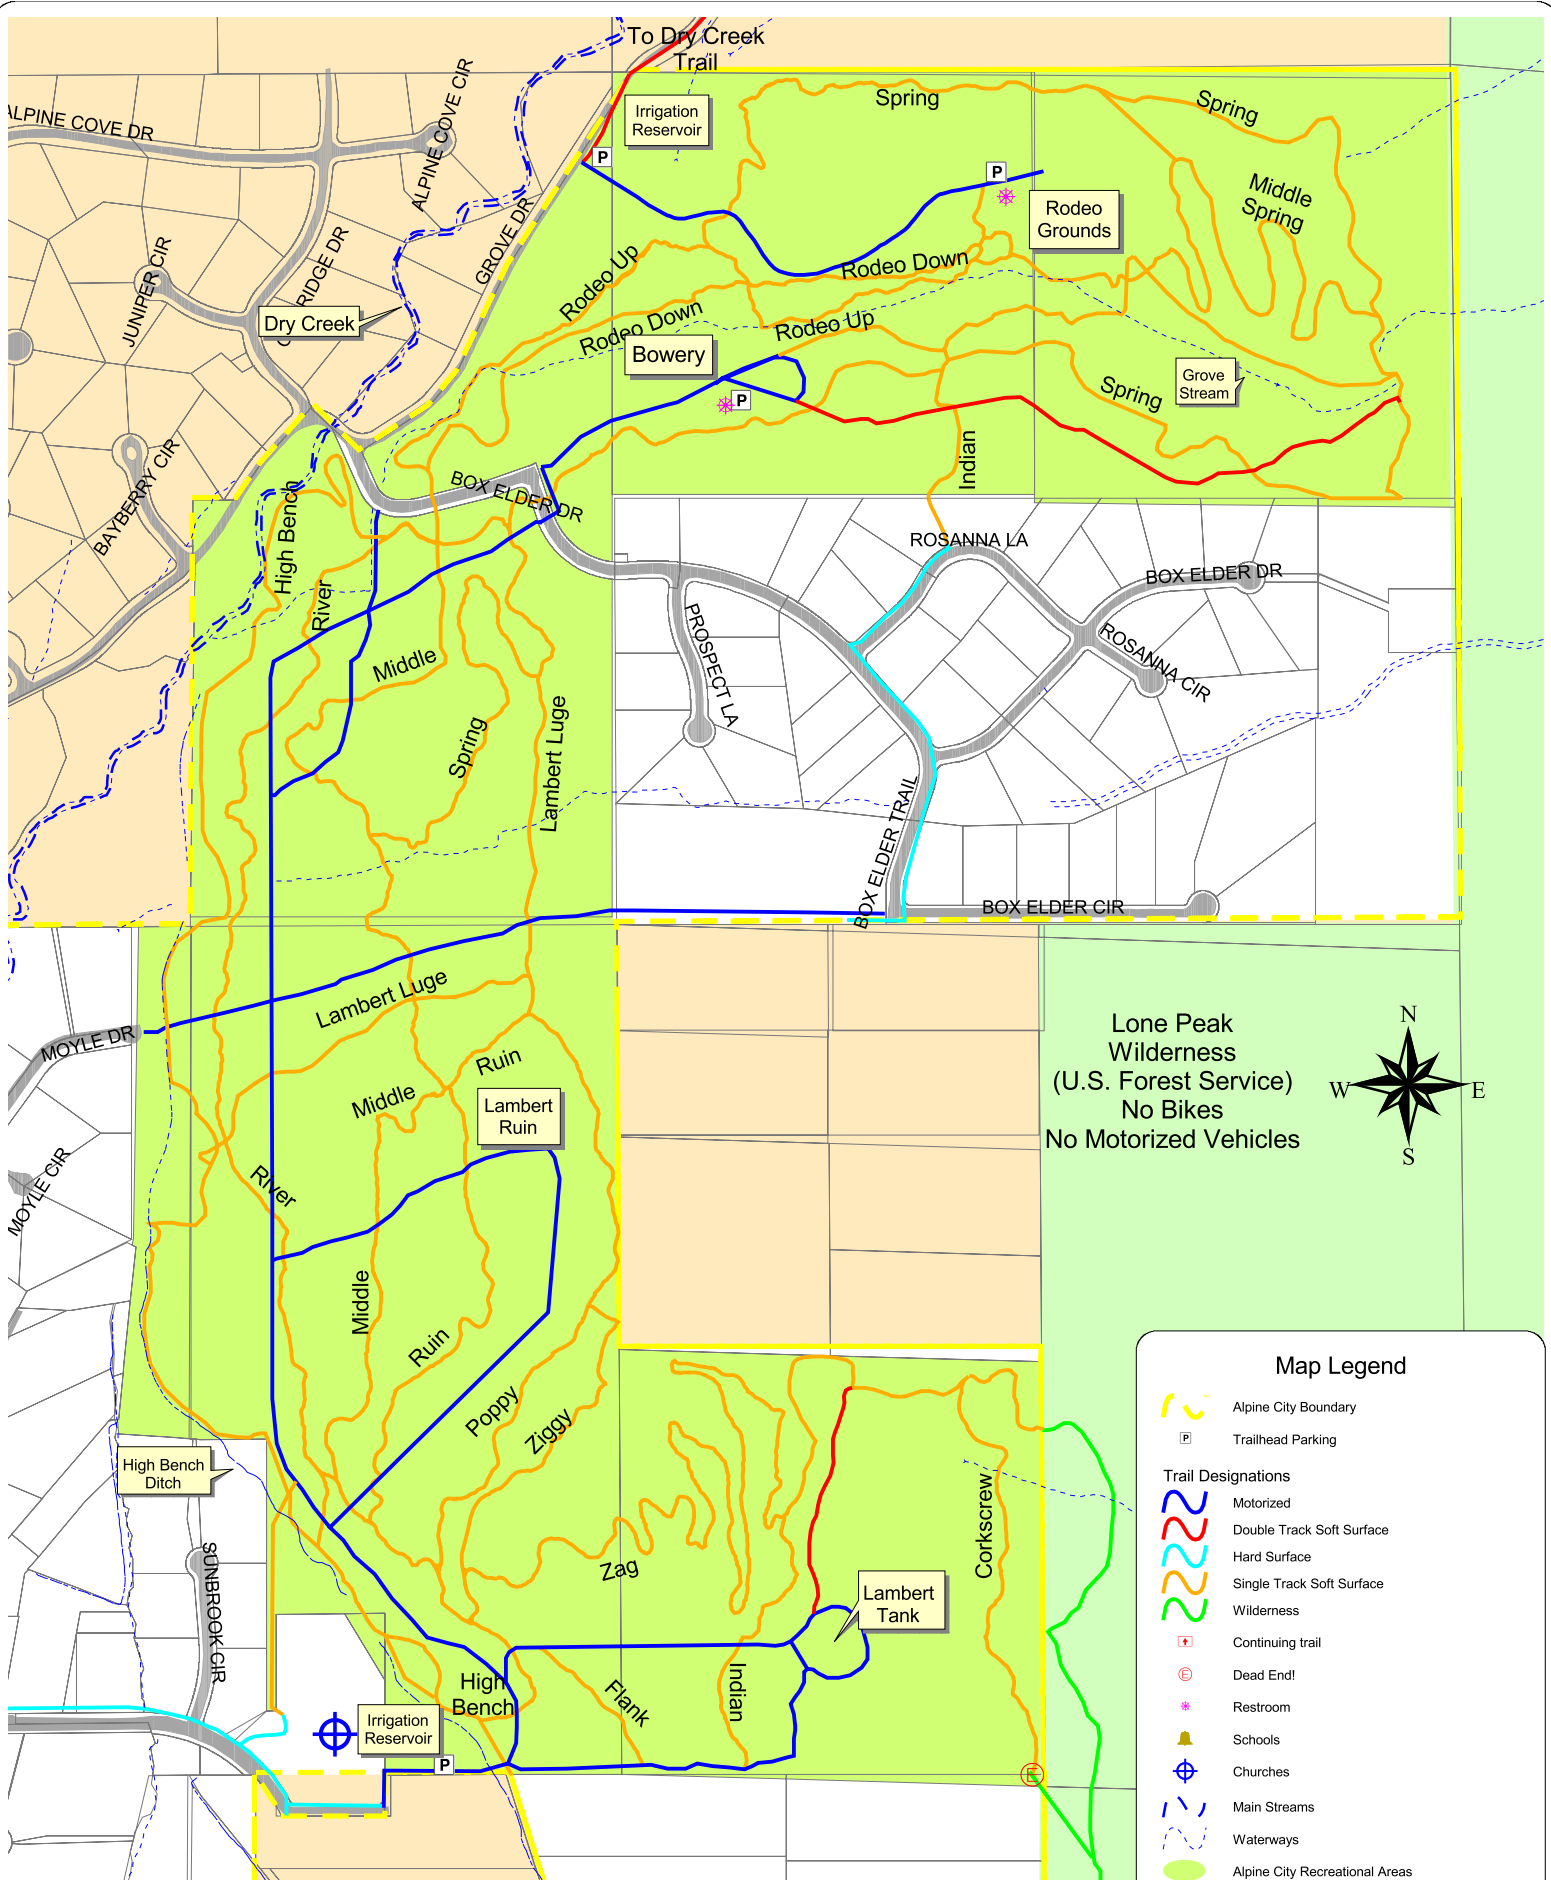 To Dry Creek
Trail
ALPINE COVE DR
ALPINE COVE CIR
Irrigation
Reservoir
P
Spring
Spring
P
Middle
Spring
Rodeo
Grounds
JUNIPER CIR
RIDGE DR
GROVE DR
Rodeo Up
Rodeo Down
Dry Creek
Rodeo Down
Rodeo Up
Bowery
P
Grove
Stream
Spring
BAYBERRY CIR
High Bench
BOX ELDER DR
Indian
ROSANNA LA
BOX ELDER DR
River
PROSPECT LA
ROSANNA CIR
Middle
Spring
Lambert Luge
BOX ELDER TRAIL
BOX ELDER CIR
Lambert Luge
MOYLE DR
Lone Peak
Wilderness
(U.S. Forest Service)
No Bikes
No Motorized Vehicles
N
W
E
S
Ruin
Middle
Lambert
Ruin
MOYLE CIR
River
Middle
Ruin
Poppy
Ziggy
High Bench
Ditch
Corkscrew
SUNBROOK CIR
Zag
Lambert
Tank
High
Bench
Flank
Indian
Irrigation
Reservoir
P
E
Map Legend
Alpine City Boundary
P
Trailhead Parking
Trail Designations
Motorized
Double Track Soft Surface
Hard Surface
Single Track Soft Surface
Wilderness
Continuing trail
E
Dead End!
Restroom
Schools
Churches
Main Streams
Waterways
Alpine City Recreational Areas